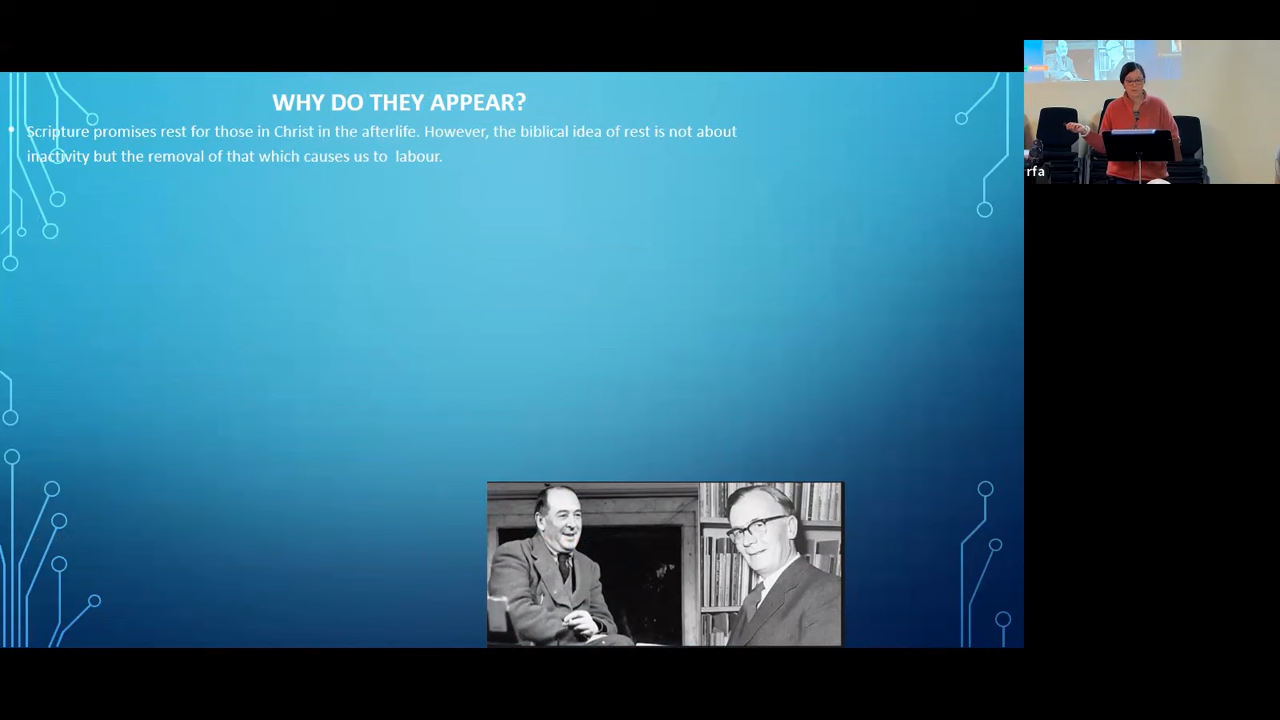 WHY DO THEY APPEAR?
Scripture promises rest for those in Christ in the afterlife. However, the biblical idea of rest is not about
inactivity but the removal of that which causes us to labour.
rfa